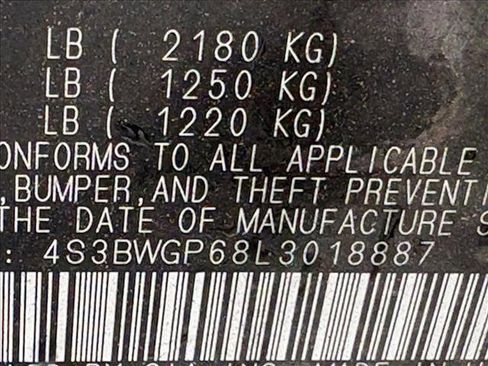 LB ( 2180 KG)
LB ( 1250 KG)
LB ( 1220 KG)
ONFORMS TO ALL APPLICABLE
,BUMPER,AND THEFT PREVENTI
THE DATE OF MANUFACTURE S
: 4S3BWGP68L3018887